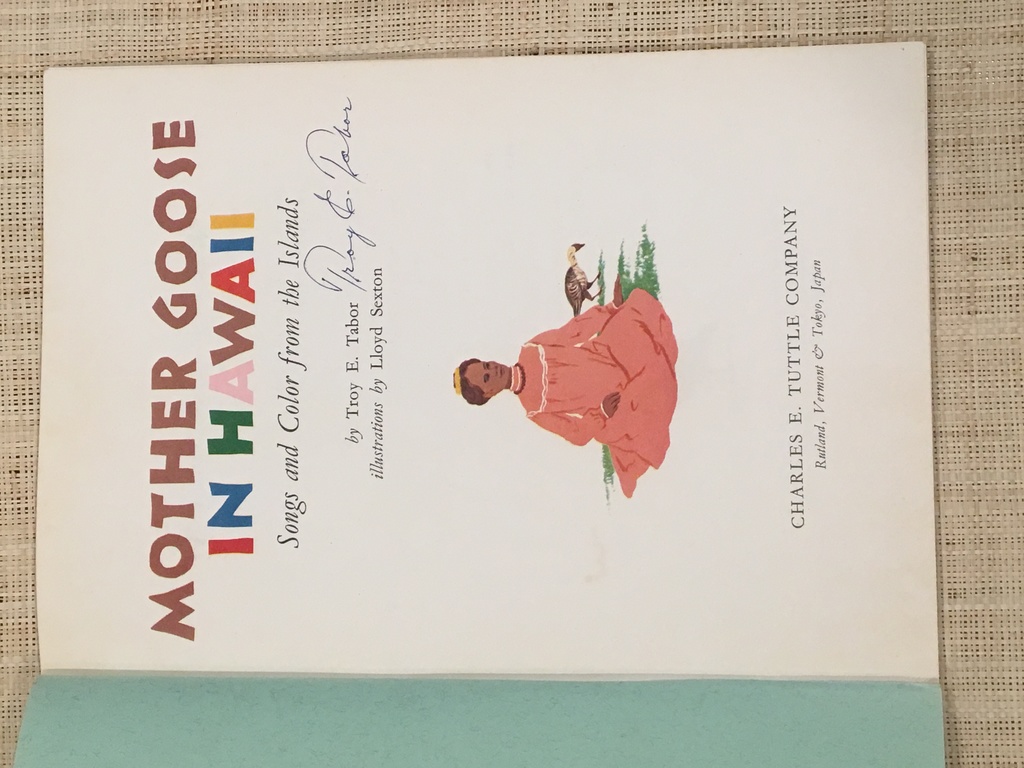 MOTHER GOOSE
IN HAWAII
Songs and Color from the Islands
Troy E. Tabor
by Troy E. Tabor
illustrations by Lloyd Sexton
CHARLES E. TUTTLE COMPANY
Rutland, Vermont & Tokyo, Japan